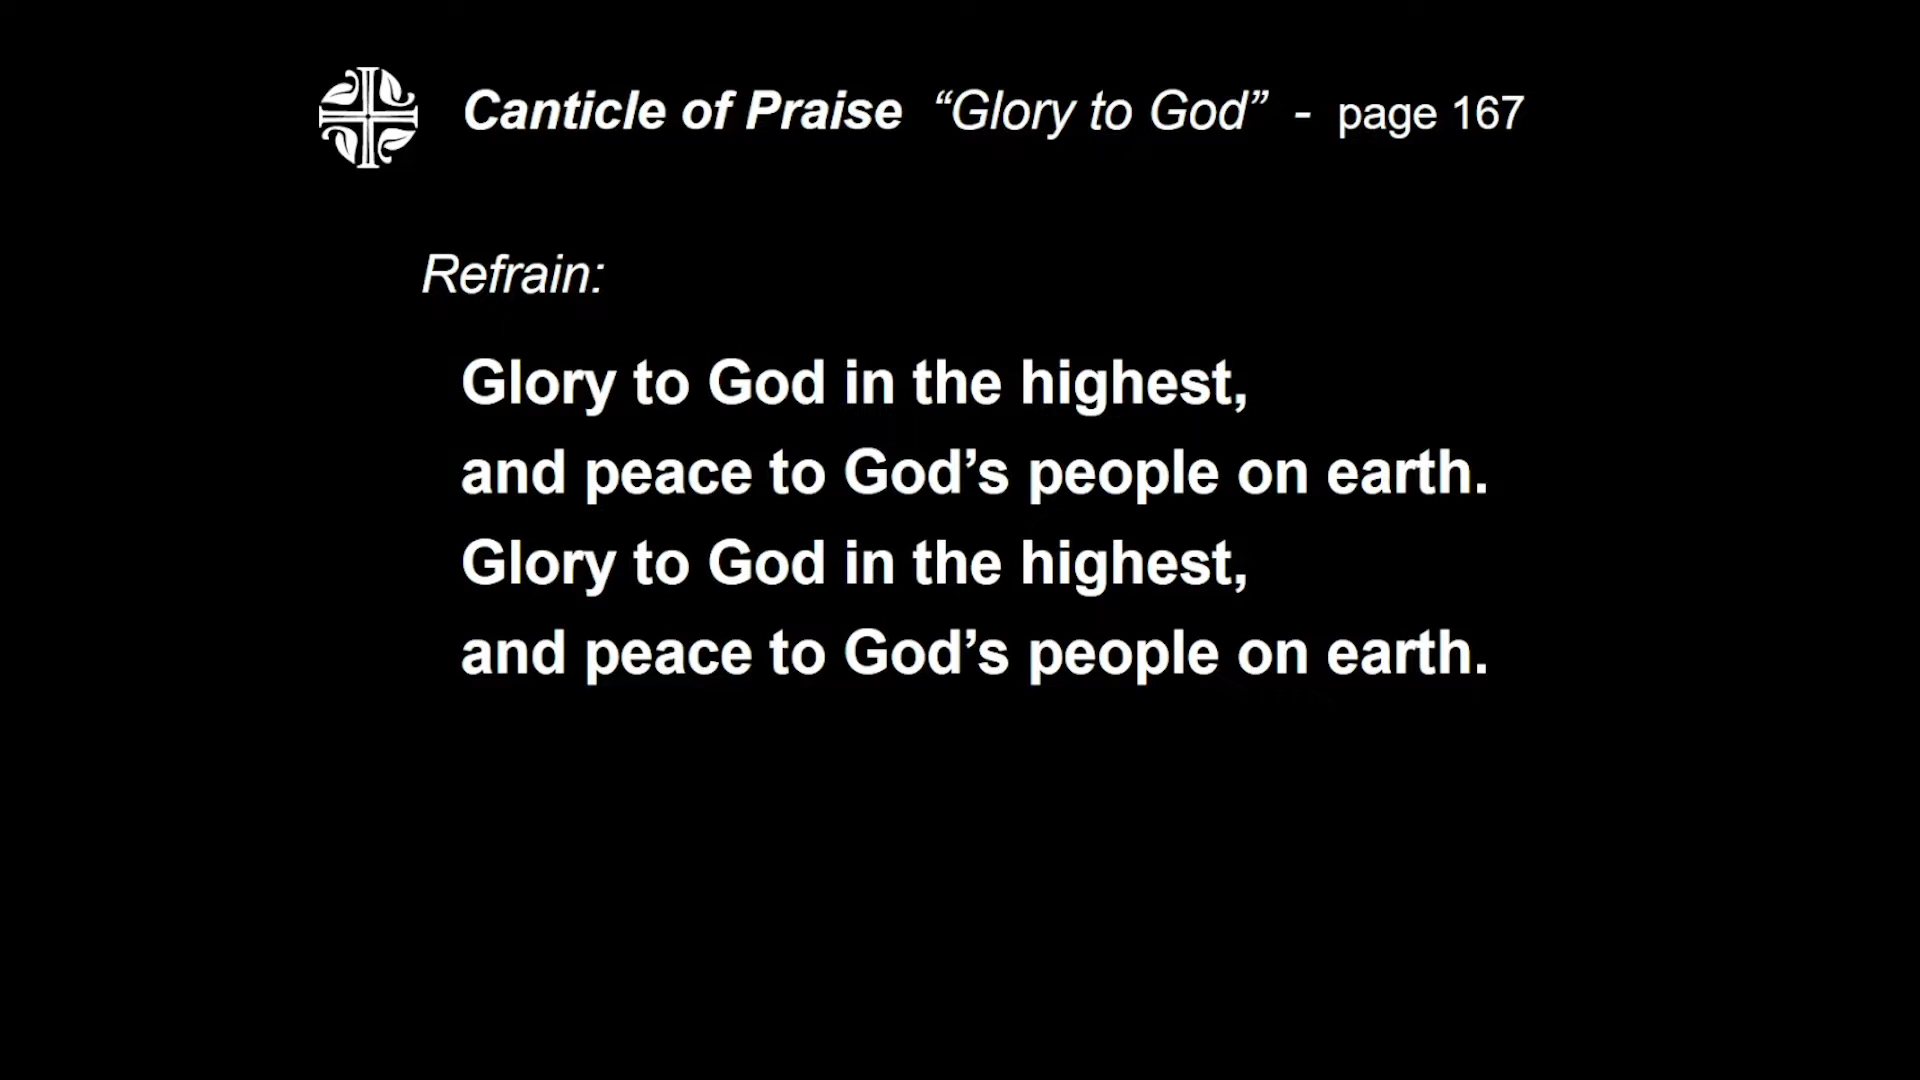 Canticle of Praise “Glory to God” - page 167
Refrain:
Glory to God in the highest,
and peace to God’s people on earth.
Glory to God in the highest,
and peace to God’s people on earth.